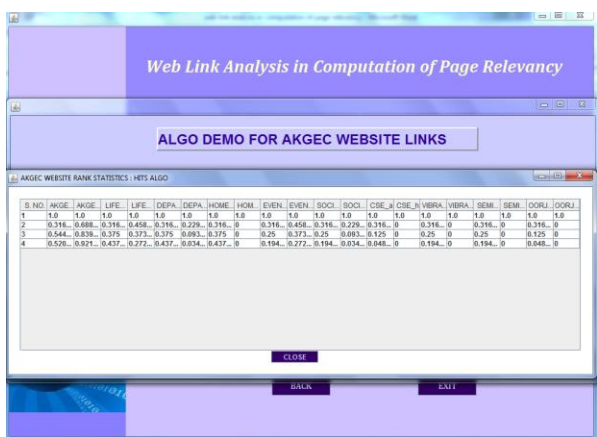 Web Link Analysis in Computation of Page Relevancy
ALGO DEMO FOR AKGEC WEBSITE LINKS
AKGEC WEBSITE RANK STATISTICS : HITS ALGO
S. NO. AKGE... AKGE... LIFE... LIFE... DEPA... DEPA... HOME... HOM... EVEN... EVEN... SOCI... SOCI... CSE_a CSE_h VIBRA... VIBRA... SEMI... SEMI... OORJ... OORJ...
1 1.0 1.0 1.0 1.0 1.0 1.0 1.0 1.0 1.0 1.0 1.0 1.0 1.0 1.0 1.0 1.0 1.0 1.0 1.0 1.0
2 0.316... 0.688... 0.316... 0.458... 0.316... 0.229... 0.316... 0 0.316... 0.458... 0.316... 0.229... 0.316... 0 0.316... 0 0.316... 0 0.316... 0
3 0.544... 0.839... 0.375 0.373... 0.375 0.093... 0.375 0 0.25 0.373... 0.25 0.093... 0.125 0 0.25 0 0.25 0 0.125 0
4 0.520... 0.921... 0.437... 0.272... 0.437... 0.034... 0.437... 0 0.194... 0.272... 0.194... 0.034... 0.048... 0 0.194... 0 0.194... 0 0.048... 0
CLOSE
BACK EXIT